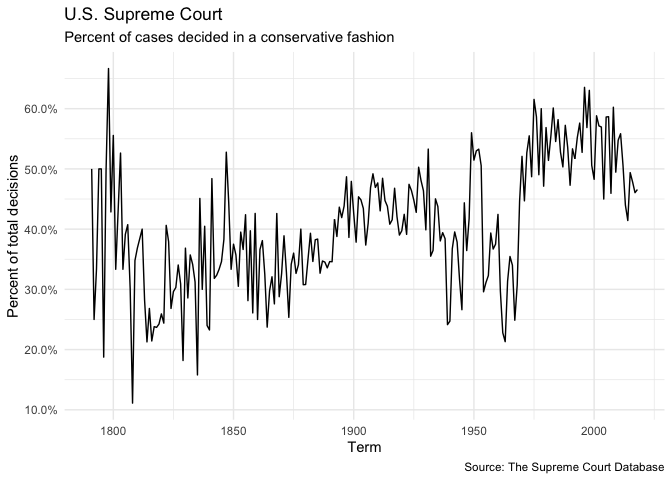 U.S. Supreme Court
Percent of cases decided in a conservative fashion
Percent of total decisions
60.0%
50.0%
40.0%
30.0%
20.0%
10.0%
1800 1850 1900 1950 2000
Term
Source: The Supreme Court Database